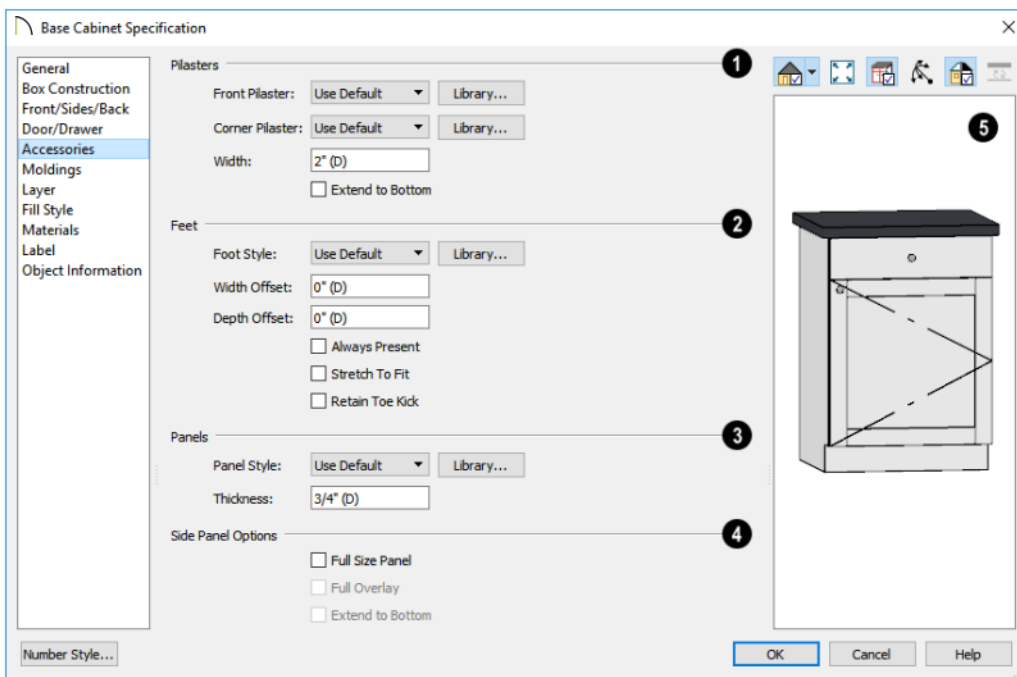 Base Cabinet Specification
General
Box Construction
Front/Sides/Back
Door/Drawer
Accessories
Moldings
Layer
Fill Style
Materials
Label
Object Information
Pilasters
1
Front Pilaster: Use Default Library...
Corner Pilaster: Use Default Library...
Width: 2" (D)
Extend to Bottom
Feet
2
Foot Style: Use Default Library...
Width Offset: 0" (D)
Depth Offset: 0" (D)
Always Present
Stretch To Fit
Retain Toe Kick
Panels
3
Panel Style: Use Default Library...
Thickness: 3/4" (D)
Side Panel Options
4
Full Size Panel
Full Overlay
Extend to Bottom
5
Number Style...
OK
Cancel
Help